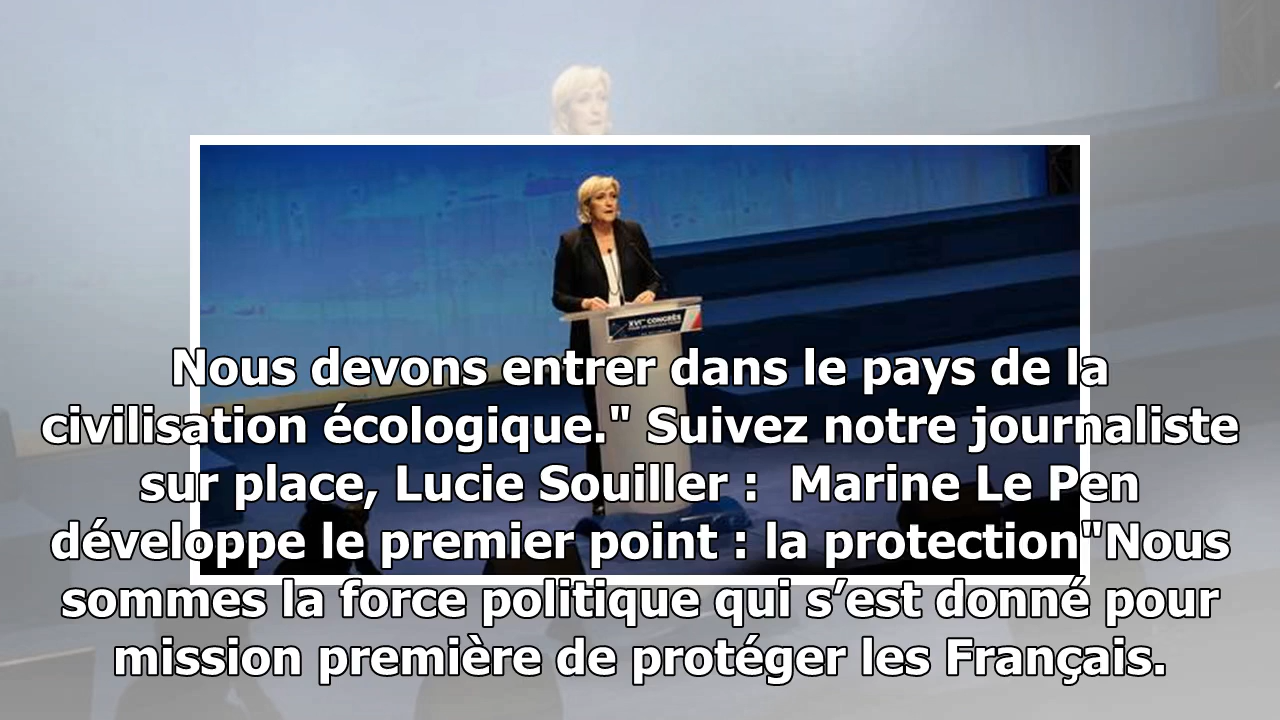 XVIᵉ CONGRÈS
Nous devons entrer dans le pays de la
civilisation écologique." Suivez notre journaliste
sur place, Lucie Souiller :  Marine Le Pen
développe le premier point : la protection"Nous
sommes la force politique qui s’est donné pour
mission première de protéger les Français.